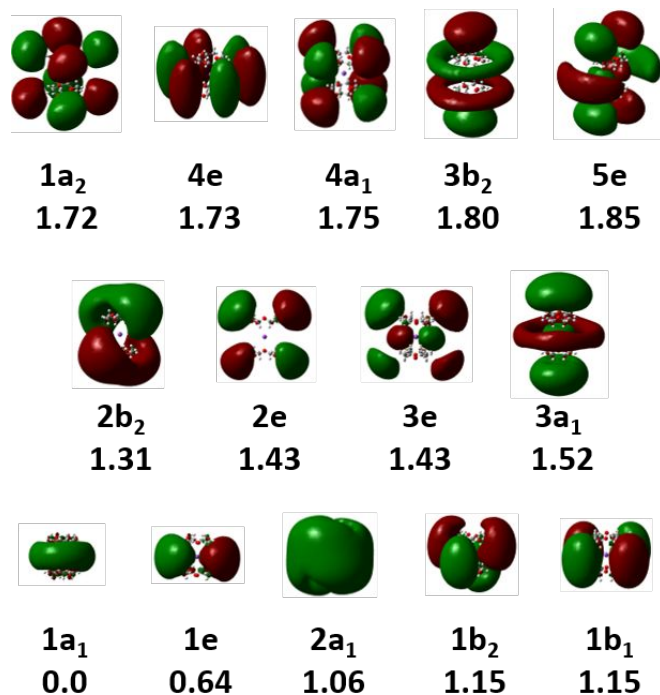 1a₂ 4e 4a₁ 3b₂ 5e
1.72 1.73 1.75 1.80 1.85
2b₂ 2e 3e 3a₁
1.31 1.43 1.43 1.52
1a₁ 1e 2a₁ 1b₂ 1b₁
0.0 0.64 1.06 1.15 1.15